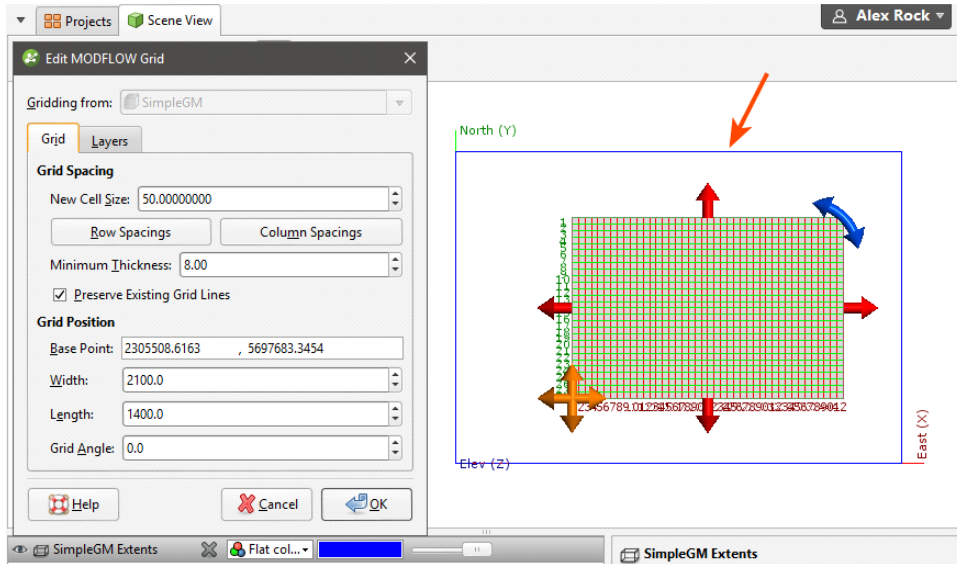 Projects Scene View
Alex Rock
Edit MODFLOW Grid
Gridding from: SimpleGM
Grid Layers
Grid Spacing
New Cell Size: 50.00000000
Row Spacings Column Spacings
Minimum Thickness: 8.00
Preserve Existing Grid Lines
Grid Position
Base Point: 2305508.6163 , 5697683.3454
Width: 2100.0
Length: 1400.0
Grid Angle: 0.0
Help Cancel OK
North (Y)
Elev (Z)
East (X)
SimpleGM Extents Flat col...
SimpleGM Extents